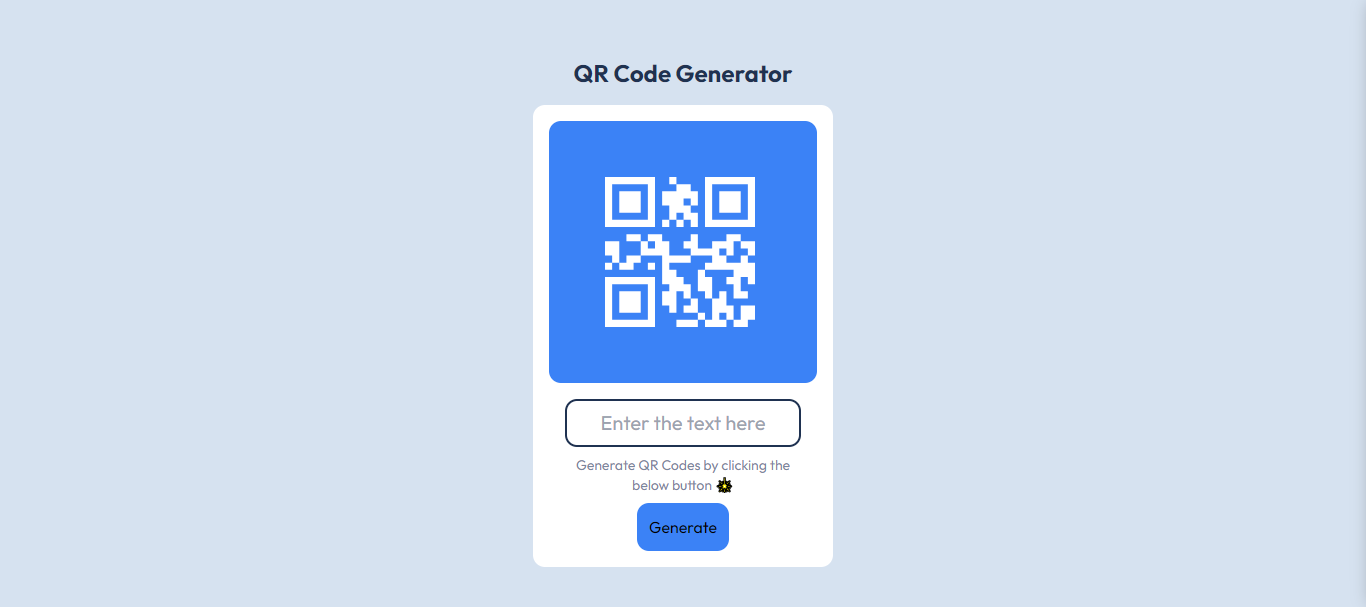 QR Code Generator
Enter the text here
Generate QR Codes by clicking the
below button
Generate